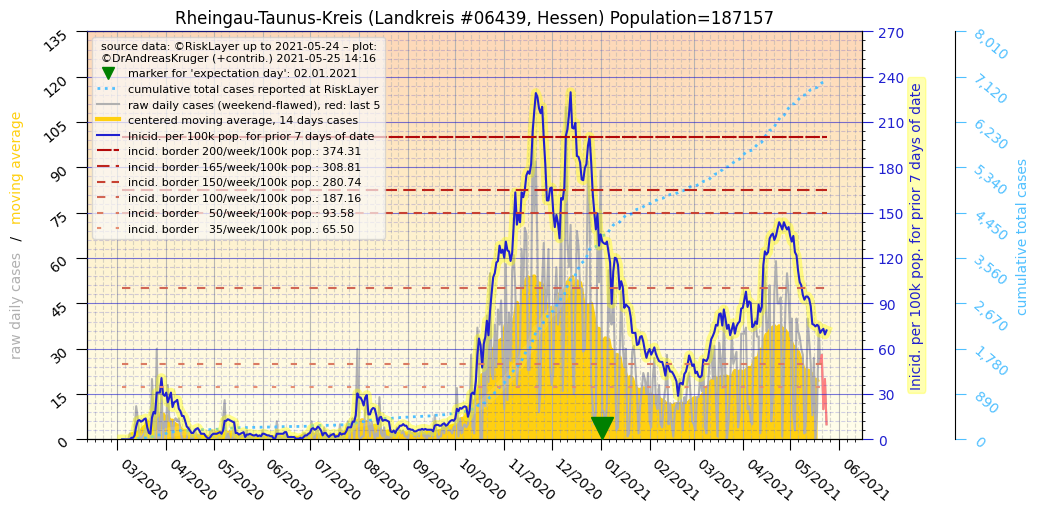 Rheingau-Taunus-Kreis (Landkreis #06439, Hessen) Population=187157
source data: ©RiskLayer up to 2021-05-24 – plot:
©DrAndreasKruger (+contrib.) 2021-05-25 14:16
marker for 'expectation day': 02.01.2021
cumulative total cases reported at RiskLayer
raw daily cases (weekend-flawed), red: last 5
centered moving average, 14 days cases
Inicid. per 100k pop. for prior 7 days of date
incid. border 200/week/100k pop.: 374.31
incid. border 165/week/100k pop.: 308.81
incid. border 150/week/100k pop.: 280.74
incid. border 100/week/100k pop.: 187.16
incid. border   50/week/100k pop.: 93.58
incid. border   35/week/100k pop.: 65.50
raw daily cases / moving average
135
120
105
90
75
60
45
30
15
0
270
240
210
180
150
120
90
60
30
0
Inicid. per 100k pop. for prior 7 days of date
8,010
7,120
6,230
5,340
4,450
3,560
2,670
1,780
890
0
cumulative total cases
03/2020
04/2020
05/2020
06/2020
07/2020
08/2020
09/2020
10/2020
11/2020
12/2020
01/2021
02/2021
03/2021
04/2021
05/2021
06/2021